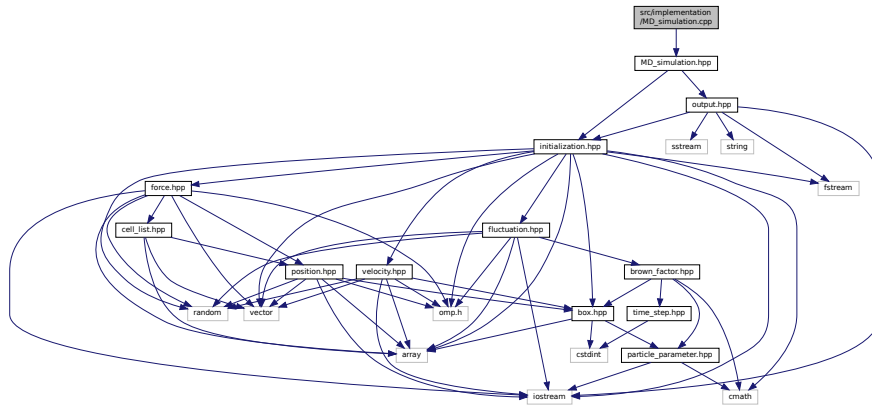 src/implementation
/MD_simulation.cpp
MD_simulation.hpp
output.hpp
initialization.hpp
sstream
string
force.hpp
fstream
cell_list.hpp
fluctuation.hpp
position.hpp
velocity.hpp
brown_factor.hpp
random
vector
omp.h
box.hpp
time_step.hpp
array
cstdint
particle_parameter.hpp
iostream
cmath